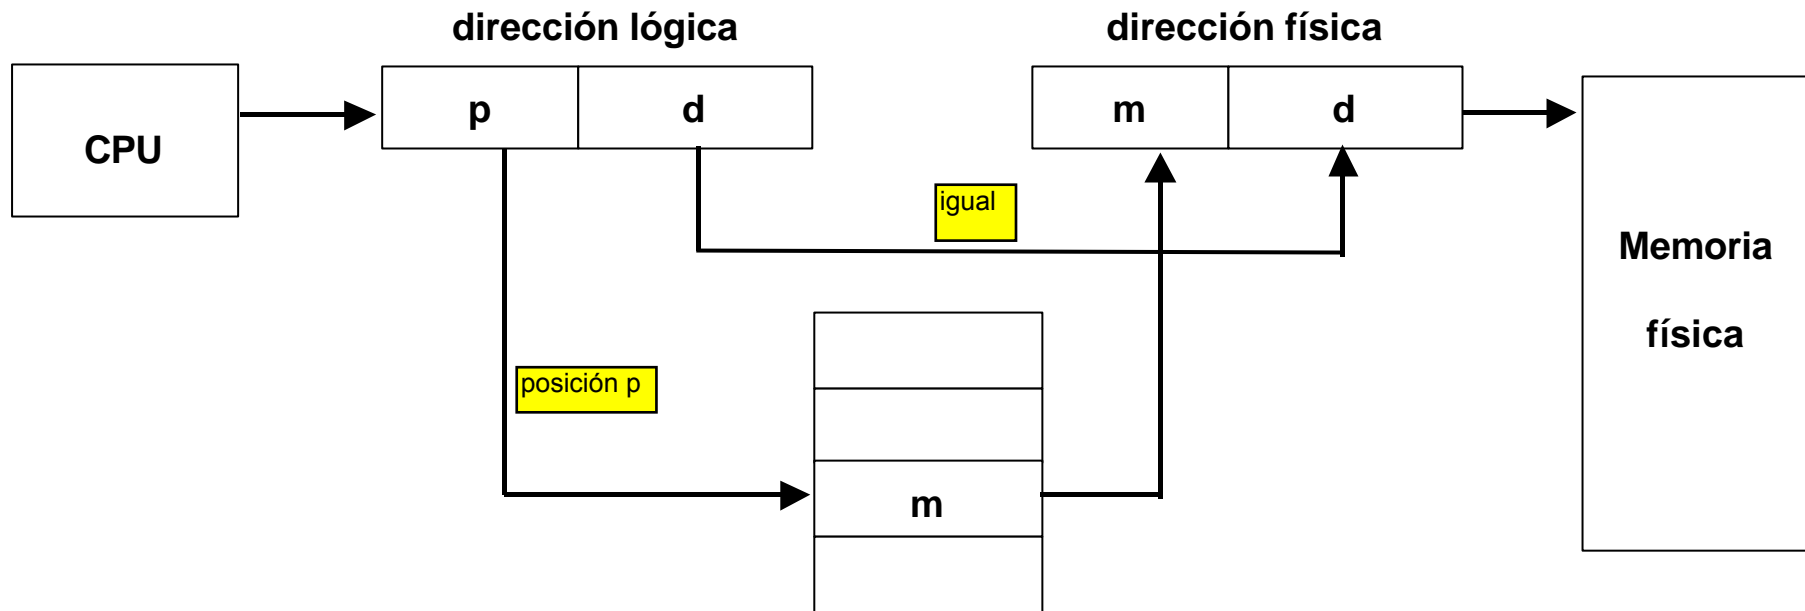 dirección lógica
dirección física
CPU
p
d
m
d
igual
Memoria
física
posición p
m